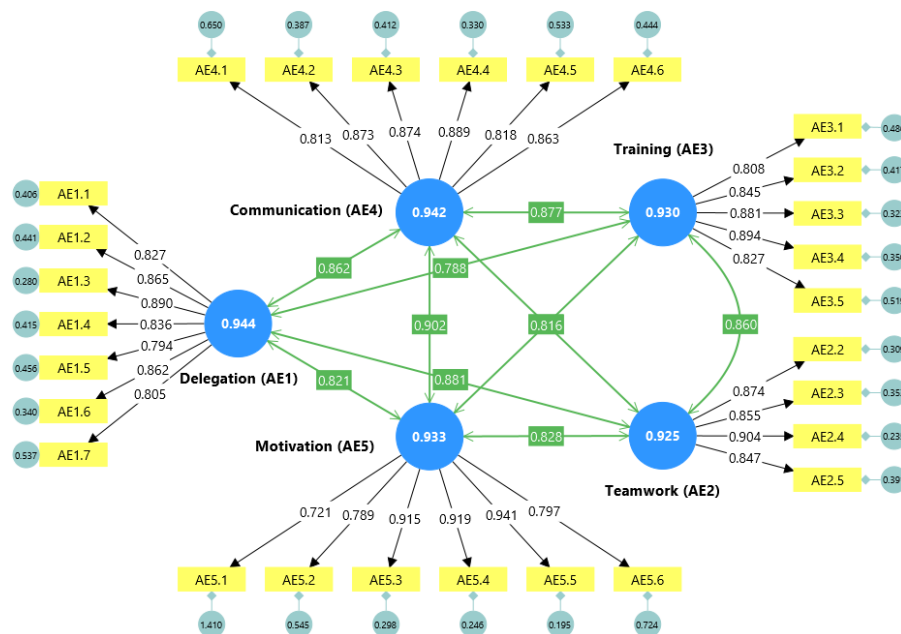 0.650 0.387 0.412 0.330 0.533 0.444
AE4.1 AE4.2 AE4.3 AE4.4 AE4.5 AE4.6
0.813 0.873 0.874 0.889 0.818 0.863
Training (AE3)
AE3.1
0.808
AE3.2
0.845
AE3.3
0.881
AE3.4
0.894
AE3.5
0.827
Communication (AE4)
0.942
0.877
0.930
0.406 AE1.1
0.441 AE1.2
0.280 AE1.3
0.415 AE1.4
0.456 AE1.5
0.340 AE1.6
0.537 AE1.7
0.827
0.865
0.890
0.836
0.794
0.862
0.805
0.944
Delegation (AE1)
0.862
0.788
0.902
0.816
0.860
0.821
0.881
Motivation (AE5)
0.933
0.828
0.925
Teamwork (AE2)
AE2.2
0.874
AE2.3
0.855
AE2.4
0.904
AE2.5
0.847
0.721 0.789 0.915 0.919 0.941 0.797
AE5.1 AE5.2 AE5.3 AE5.4 AE5.5 AE5.6
1.410 0.545 0.298 0.246 0.195 0.724